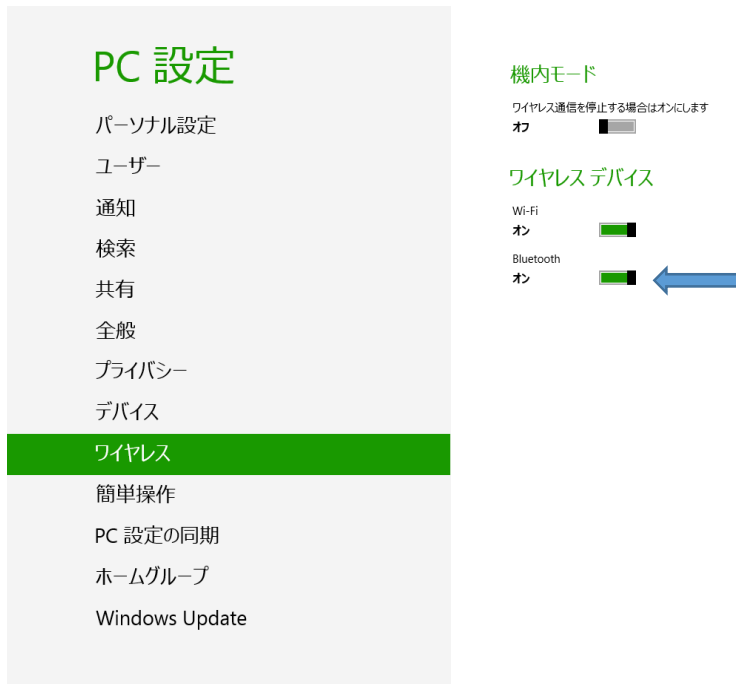 PC 設定
パーソナル設定
ユーザー
通知
検索
共有
全般
プライバシー
デバイス
ワイヤレス
簡単操作
PC 設定の同期
ホームグループ
Windows Update
機内モード
ワイヤレス通信を停止する場合はオンにします
オフ
ワイヤレス デバイス
Wi-Fi
オン
Bluetooth
オン